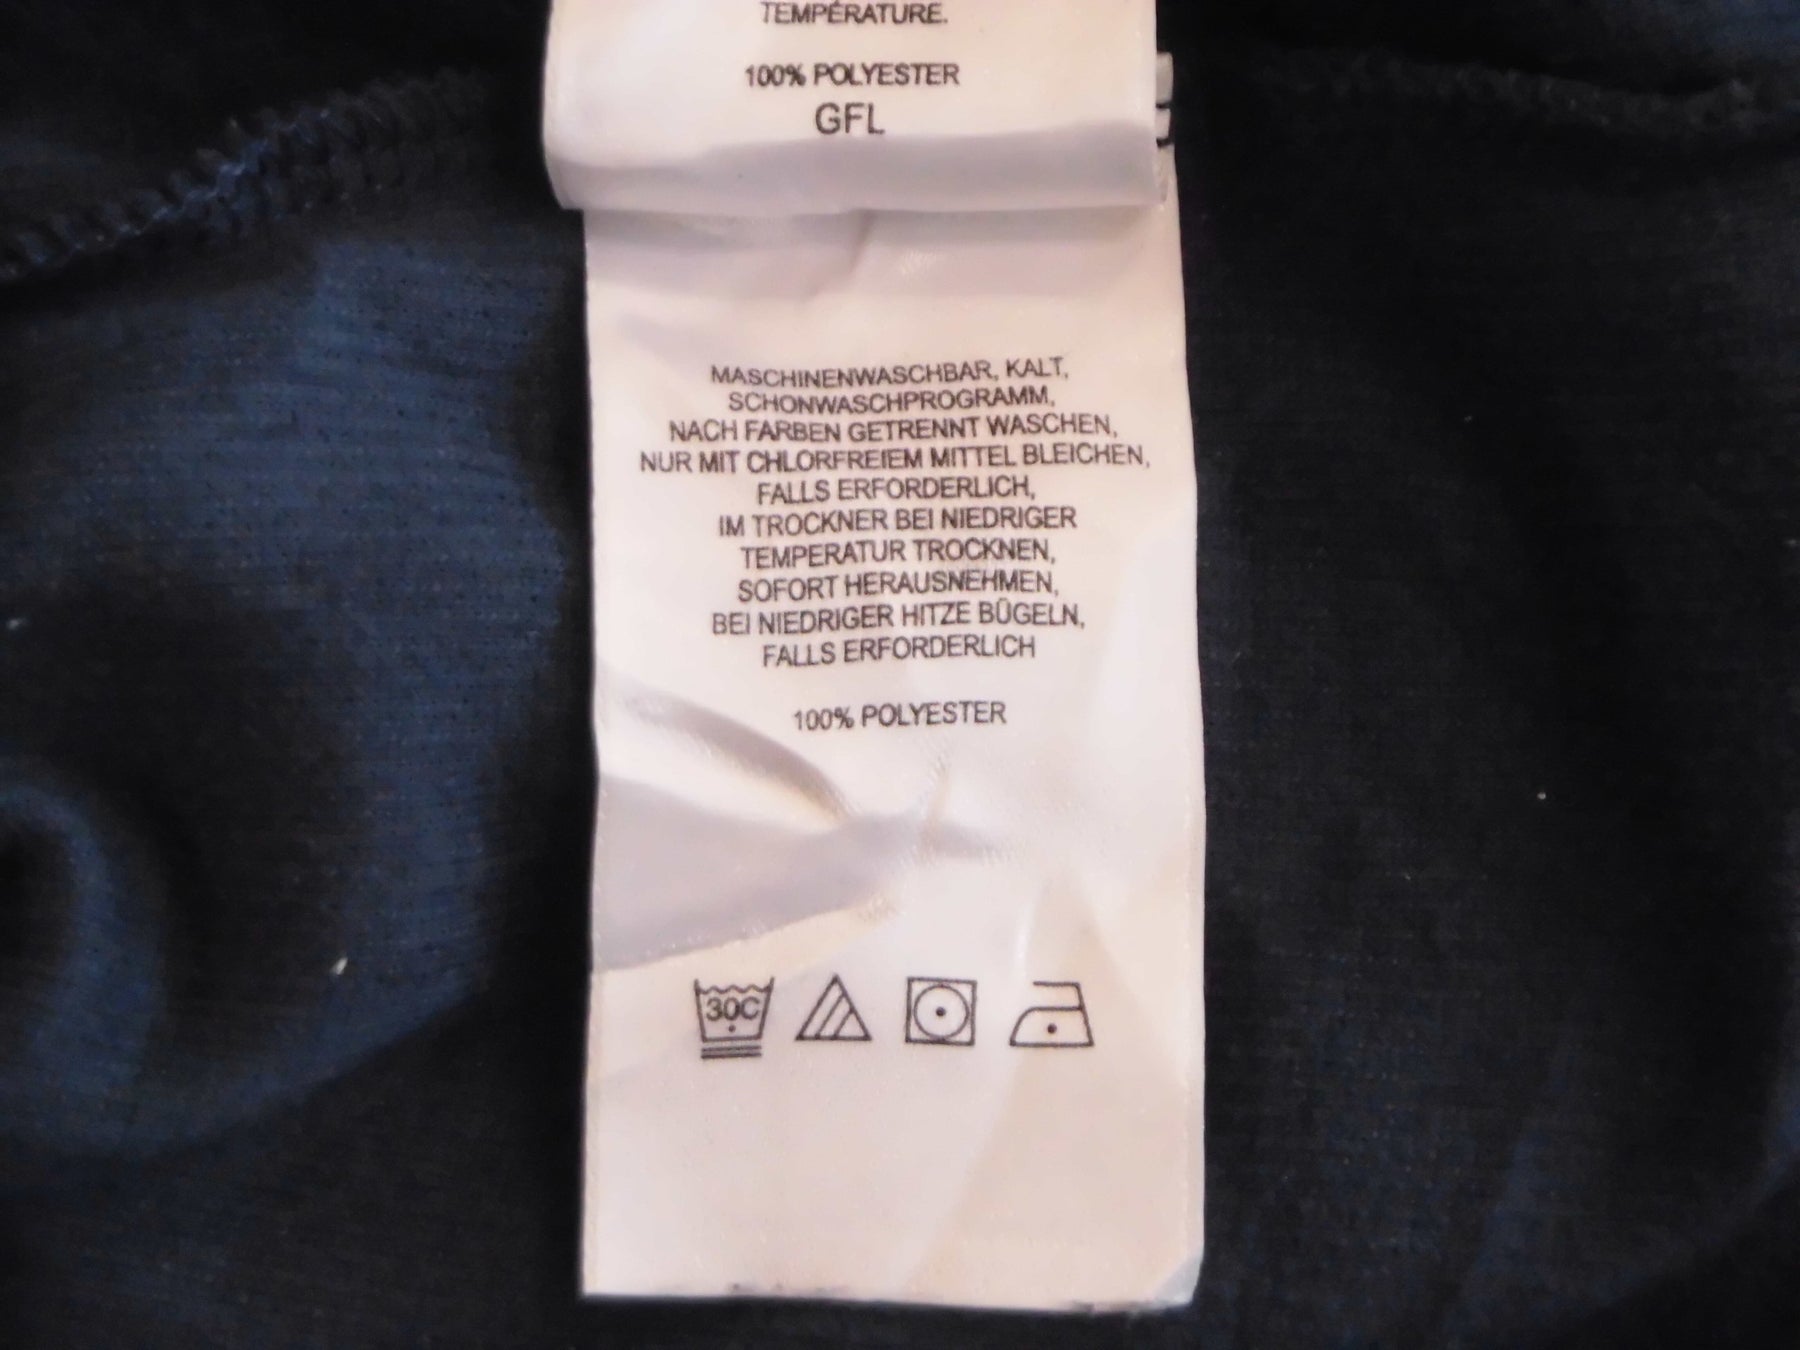 TEMPÉRATURE.
100% POLYESTER
GFL
MASCHINENWASCHBAR, KALT,
SCHONWASCHPROGRAMM,
NACH FARBEN GETRENNT WASCHEN,
NUR MIT CHLORFREIEM MITTEL BLEICHEN,
FALLS ERFORDERLICH,
IM TROCKNER BEI NIEDRIGER
TEMPERATUR TROCKNEN,
SOFORT HERAUSNEHMEN,
BEI NIEDRIGER HITZE BÜGELN,
FALLS ERFORDERLICH
100% POLYESTER
30C